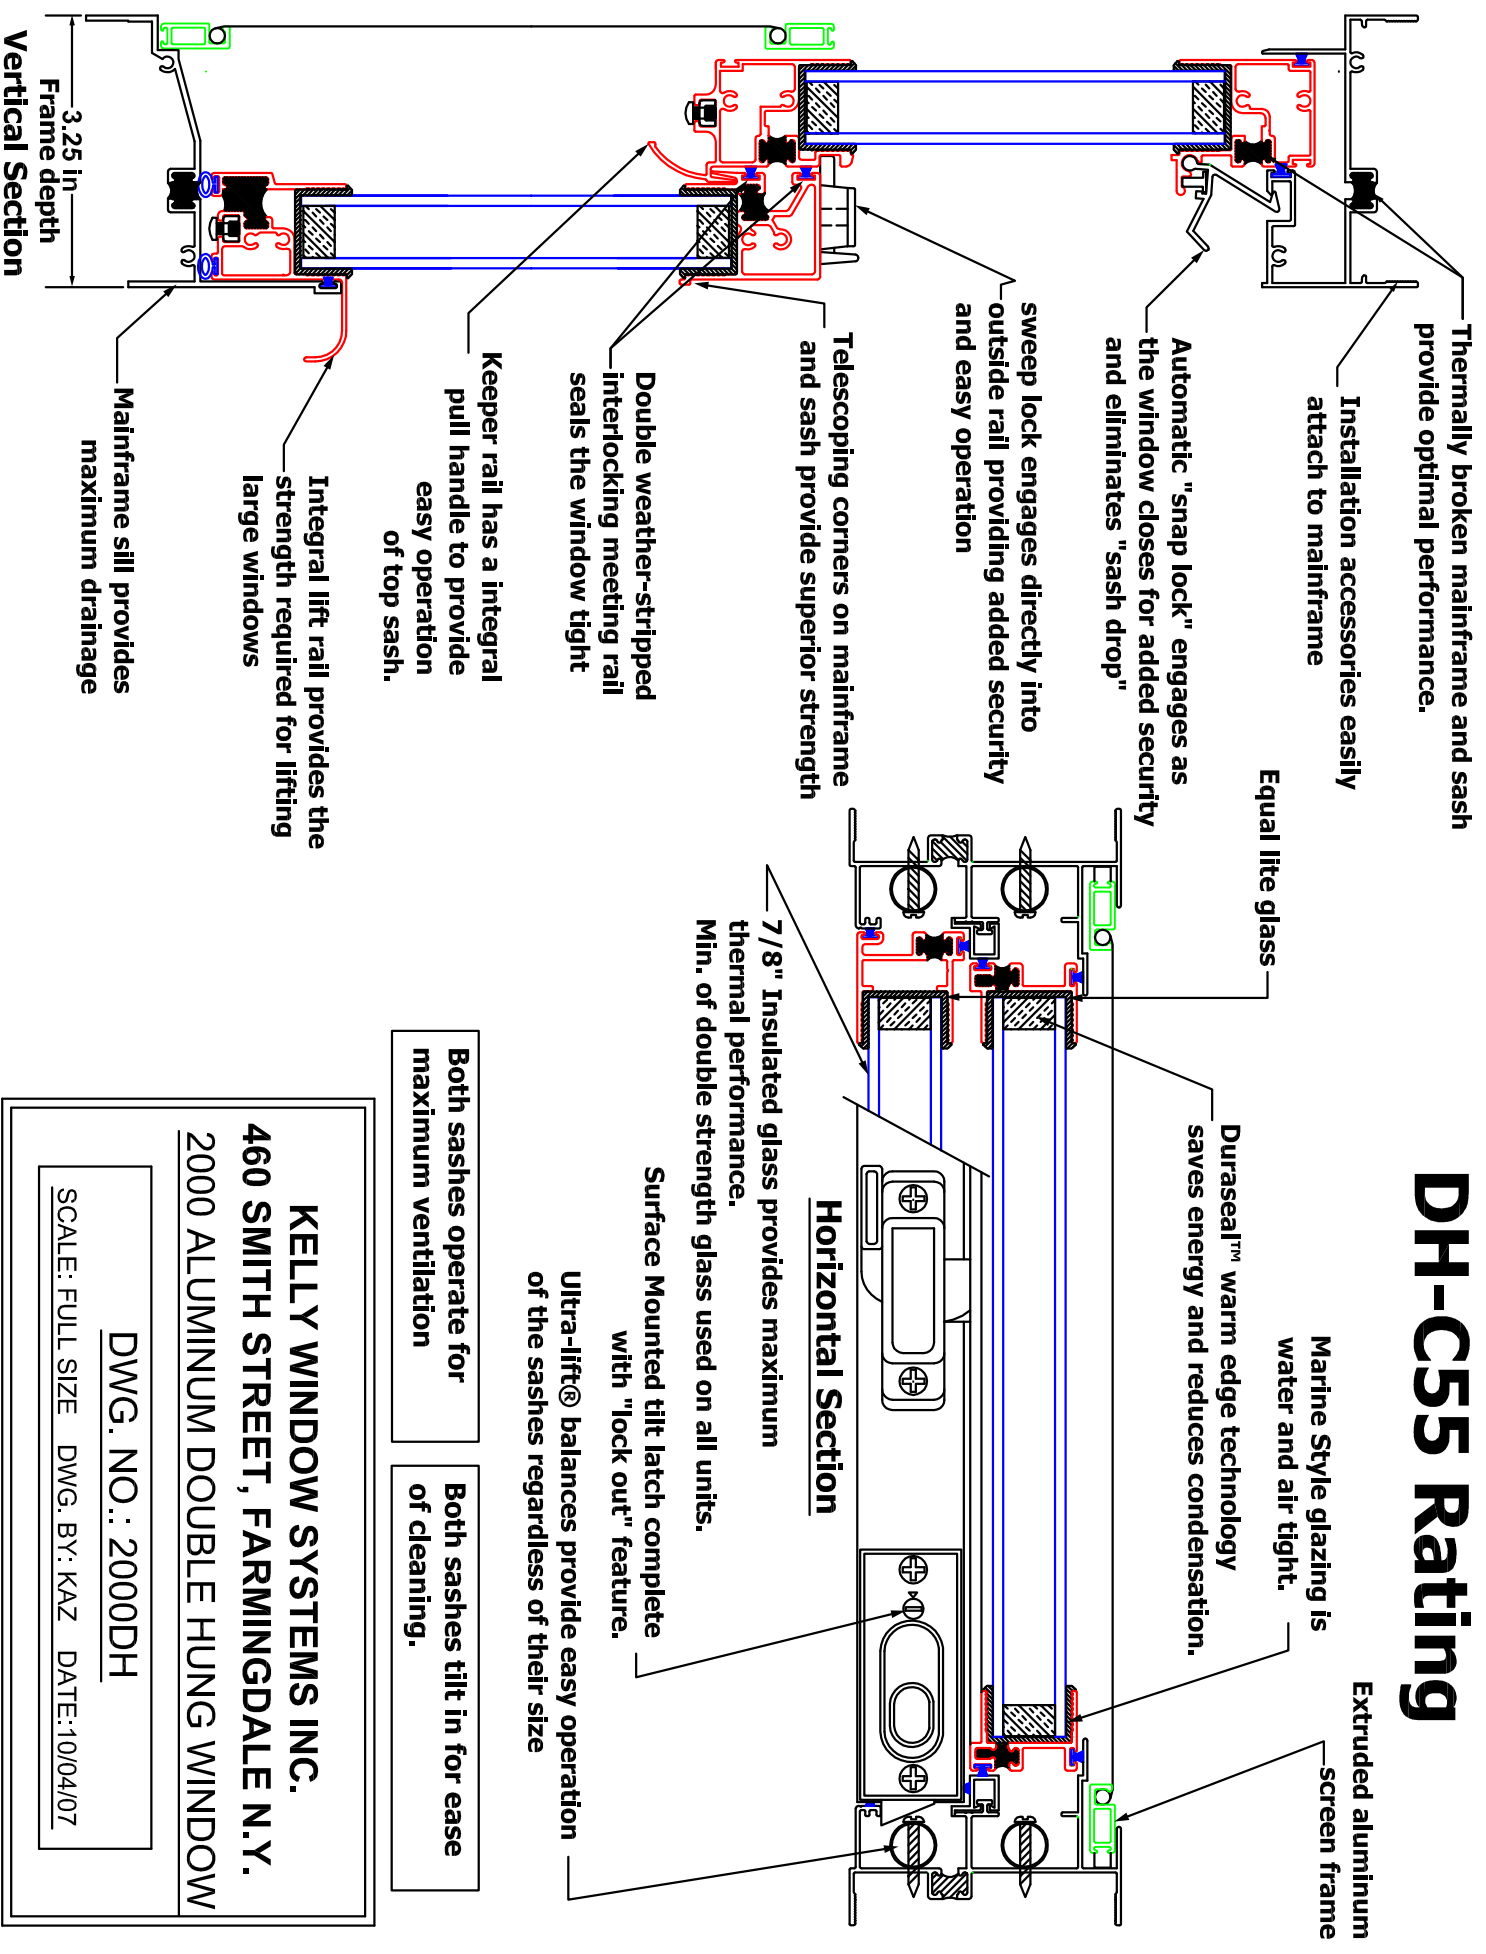 DH-C55 Rating
Thermally broken mainframe and sash
provide optimal performance.
Installation accessories easily
attach to mainframe
Automatic "snap lock" engages as
the window closes for added security
and eliminates "sash drop"
sweep lock engages directly into
outside rail providing added security
and easy operation
Telescoping corners on mainframe
and sash provide superior strength
Double weather-stripped
interlocking meeting rail
seals the window tight
Keeper rail has a integral
pull handle to provide
easy operation
of top sash.
Integral lift rail provides the
strength required for lifting
large windows
Mainframe sill provides
maximum drainage
3.25 in
Frame depth
Vertical Section
Extruded aluminum
screen frame
Marine Style glazing is
water and air tight.
Equal lite glass
Duraseal™ warm edge technology
saves energy and reduces condensation.
Horizontal Section
7/8" Insulated glass provides maximum
thermal performance.
Min. of double strength glass used on all units.
Surface Mounted tilt latch complete
with "lock out" feature.
Ultra-lift® balances provide easy operation
of the sashes regardless of their size
Both sashes operate for
maximum ventilation
Both sashes tilt in for ease
of cleaning.
KELLY WINDOW SYSTEMS INC.
460 SMITH STREET, FARMINGDALE N.Y.
2000 ALUMINUM DOUBLE HUNG WINDOW
DWG. NO.: 2000DH
SCALE: FULL SIZE DWG. BY: KAZ DATE:10/04/07